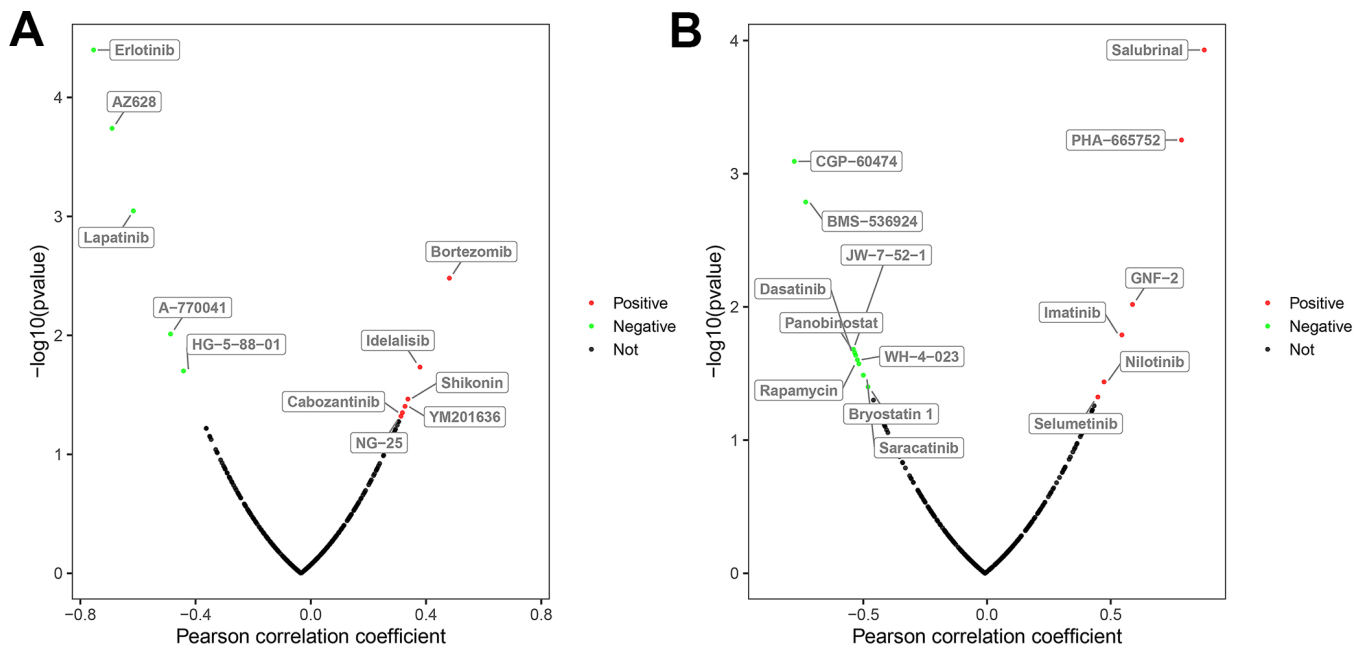 A
Erlotinib
AZ628
Lapatinib
A−770041
HG−5−88−01
Bortezomib
Idelalisib
Shikonin
Cabozantinib
YM201636
NG−25
−log10(pvalue)
4
3
2
1
0
−0.8
−0.4
0.0
0.4
0.8
Pearson correlation coefficient
Positive
Negative
Not
B
Salubrinal
PHA−665752
CGP−60474
BMS−536924
JW−7−52−1
Dasatinib
GNF−2
Imatinib
Panobinostat
WH−4−023
Nilotinib
Rapamycin
Bryostatin 1
Selumetinib
Saracatinib
−log10(pvalue)
4
3
2
1
0
−0.5
0.0
0.5
Pearson correlation coefficient
Positive
Negative
Not